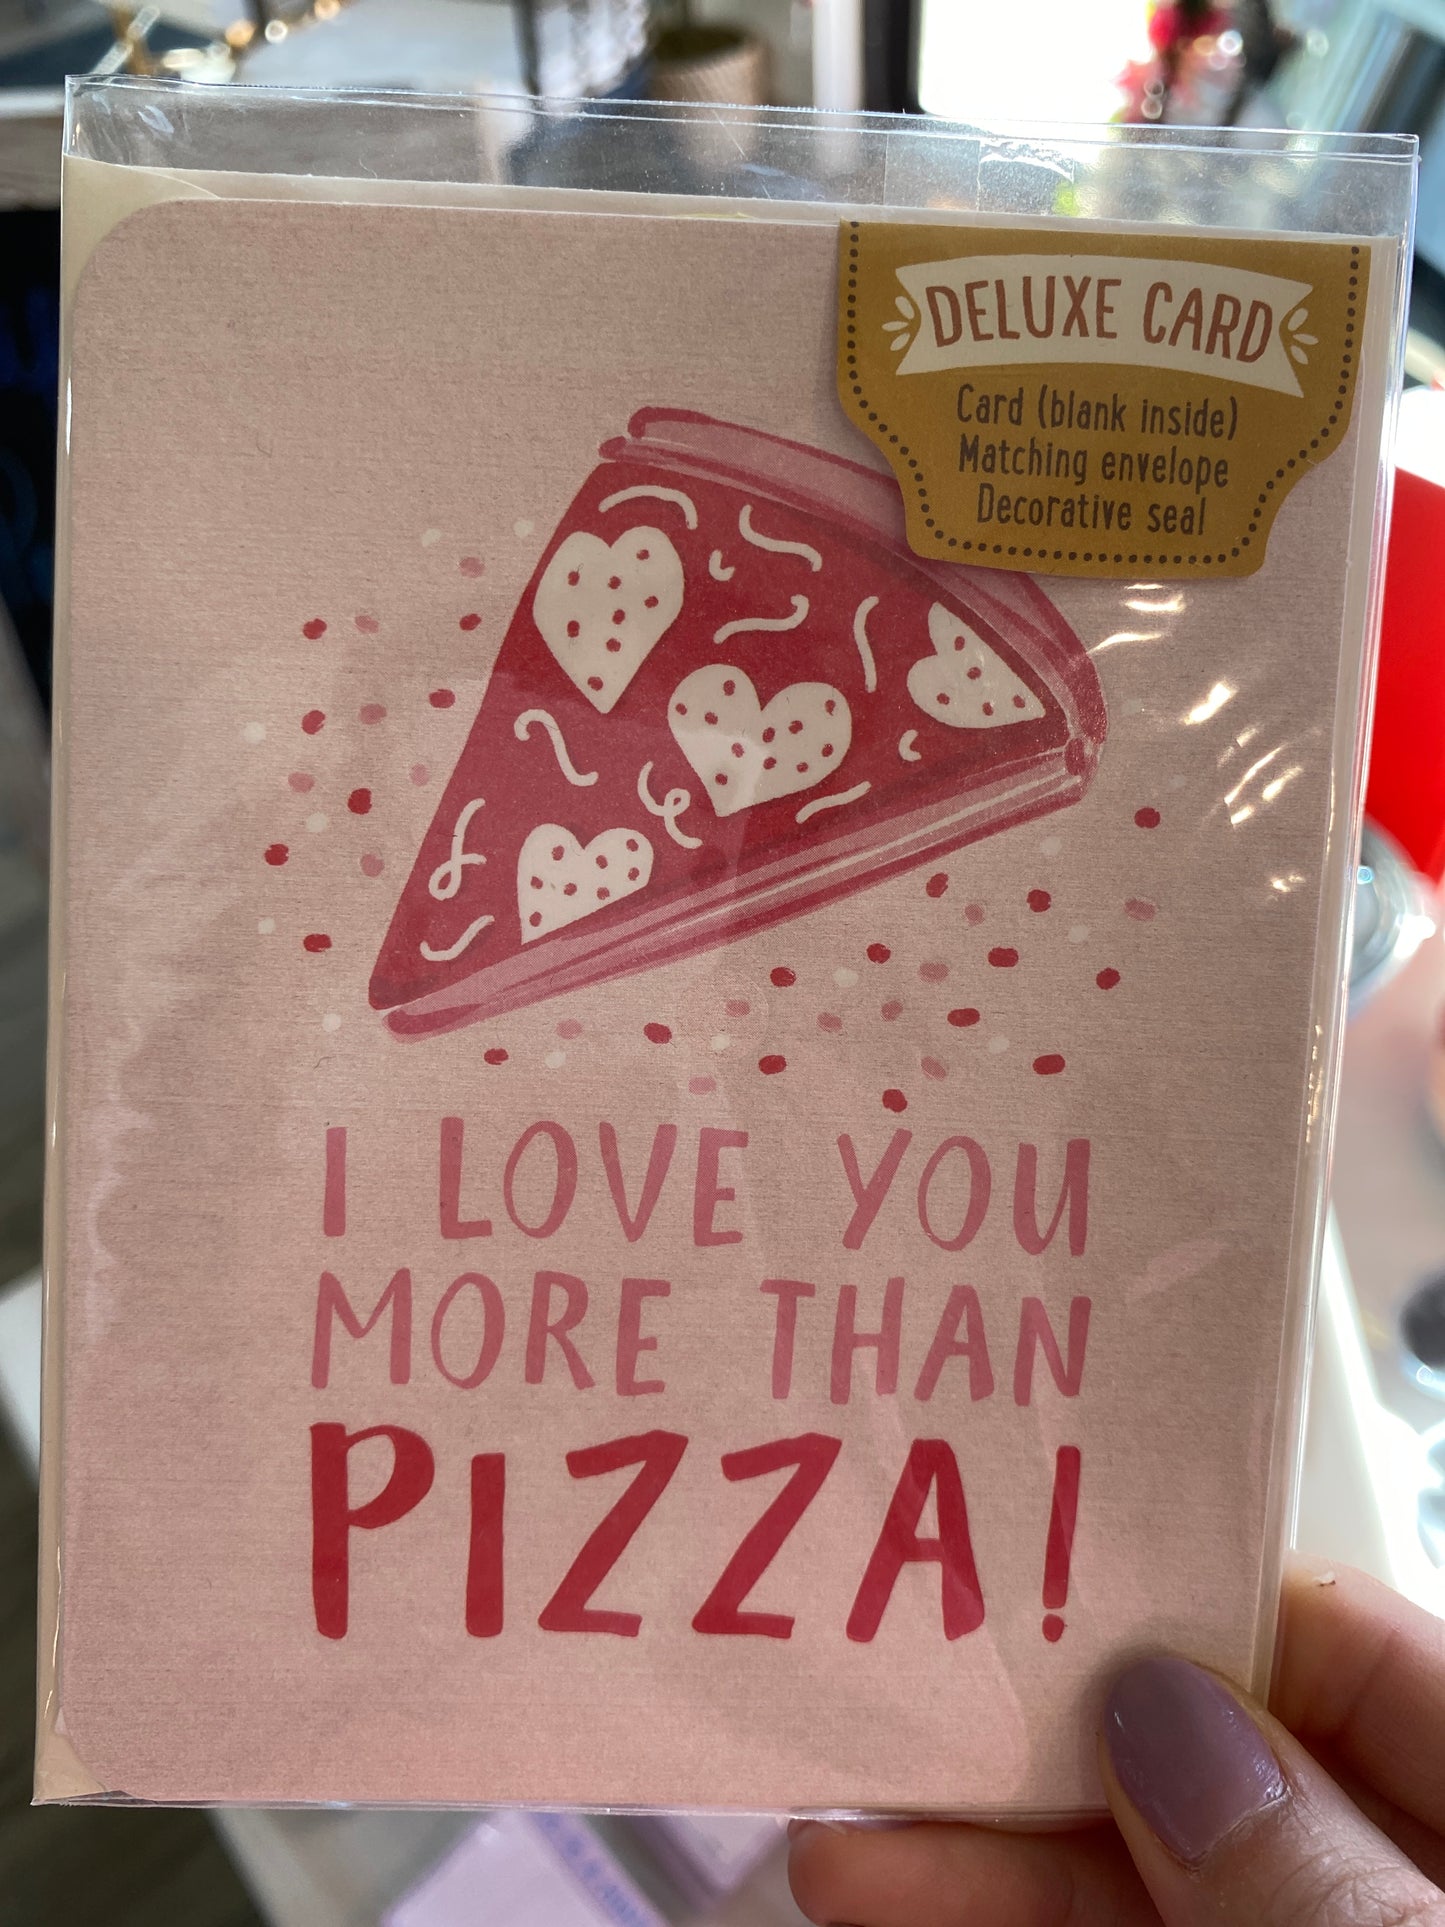 DELUXE CARD
Card (blank inside)
Matching envelope
Decorative seal
I LOVE YOU
MORE THAN
PIZZA!